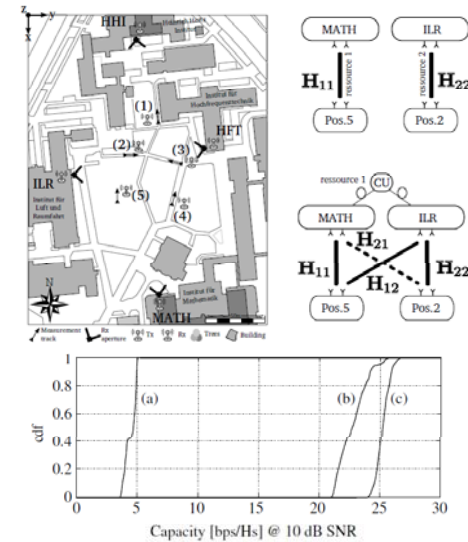 z
y
x
HHI
Heinrich Hertz
Institut
(1)
Institut für
Hochfrequenztechnik
HFT
(2)
(3)
ILR
Institut für
Luft und
Raumfahrt
(5)
(4)
N
Institut für
Mathematik
MATH
Measurement
track
Rx
aperture
Tx
Rx
Trees
Building
MATH
ILR
H11
ressource 1
ressource 2
H22
Pos.5
Pos.2
ressource 1
CU
MATH
ILR
H21
H11
H22
H12
Pos.5
Pos.2
1
0.8
0.6
0.4
0.2
0
cdf
(a)
(b)
(c)
0
5
10
15
20
25
30
Capacity [bps/Hs] @ 10 dB SNR